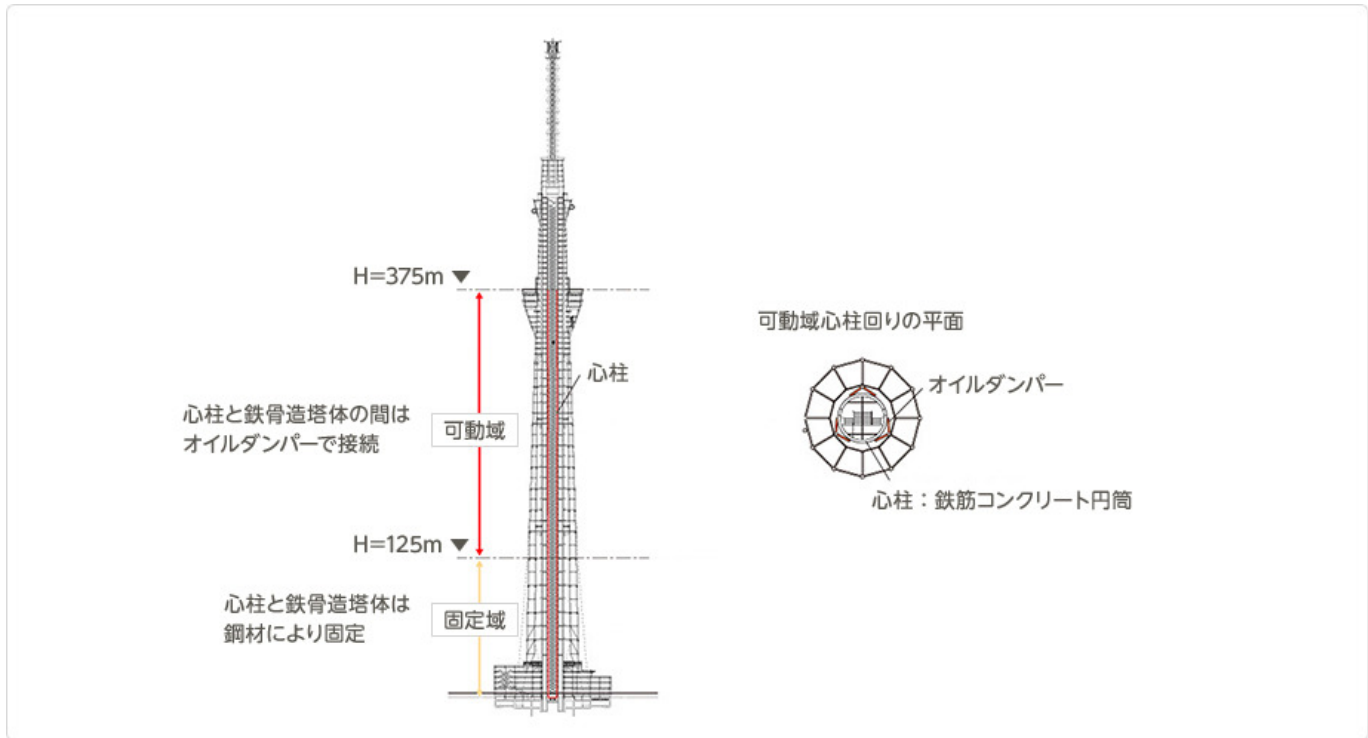 H=375m ▼
心柱
心柱と鉄骨造塔体の間は
オイルダンパーで接続
可動域
H=125m ▼
心柱と鉄骨造塔体は
鋼材により固定
固定域
可動域心柱回りの平面
オイルダンパー
心柱：鉄筋コンクリート円筒